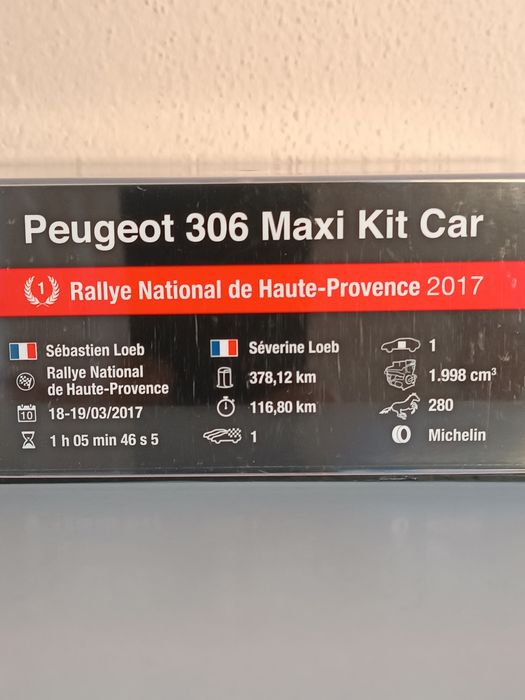 Peugeot 306 Maxi Kit Car
1 Rallye National de Haute-Provence 2017
Sébastien Loeb
Rallye National
de Haute-Provence
10 18-19/03/2017
1 h 05 min 46 s 5
Séverine Loeb
378,12 km
116,80 km
1
1
1.998 cm³
280
Michelin